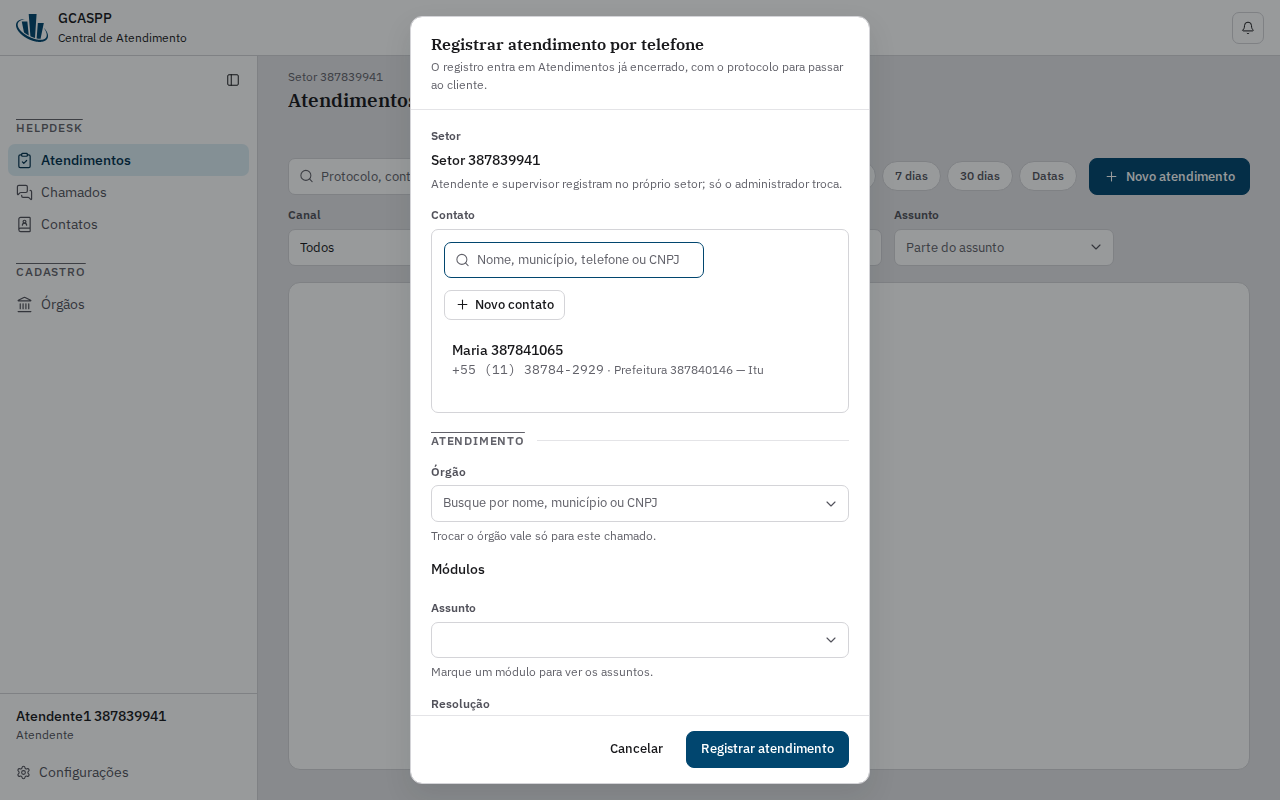 GCASPP
Central de Atendimento
HELPDESK
Atendimentos
Chamados
Contatos
CADASTRO
Órgãos
Atendente1 387839941
Atendente
Configurações
Setor 387839941
Atendimentos
Protocolo, cont
7 dias
30 dias
Datas
Novo atendimento
Canal
Todos
Assunto
Parte do assunto
Registrar atendimento por telefone
O registro entra em Atendimentos já encerrado, com o protocolo para passar
ao cliente.
Setor
Setor 387839941
Atendente e supervisor registram no próprio setor; só o administrador troca.
Contato
Nome, município, telefone ou CNPJ
Novo contato
Maria 387841065
+55 (11) 38784-2929 · Prefeitura 387840146 — Itu
ATENDIMENTO
Órgão
Busque por nome, município ou CNPJ
Trocar o órgão vale só para este chamado.
Módulos
Assunto
Marque um módulo para ver os assuntos.
Resolução
Cancelar
Registrar atendimento